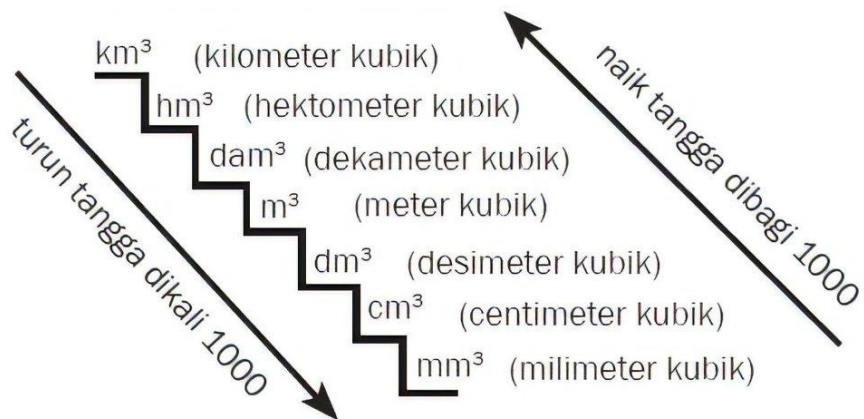 km³ (kilometer kubik)
hm³ (hektometer kubik)
dam³ (dekameter kubik)
m³ (meter kubik)
dm³ (desimeter kubik)
cm³ (centimeter kubik)
mm³ (milimeter kubik)
turun tangga dikali 1000
naik tangga dibagi 1000